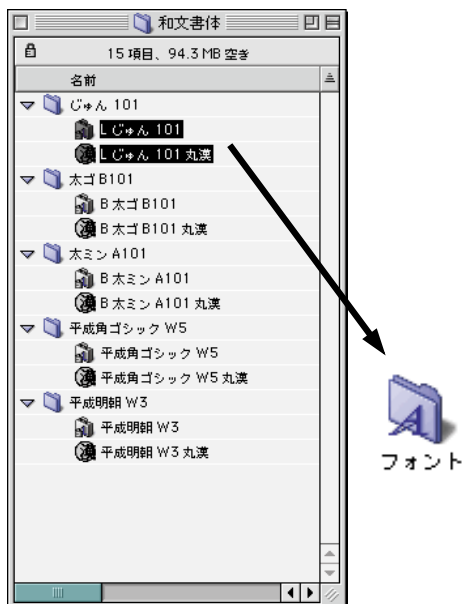 和文書体
15 項目、94.3 MB 空き
名前
じゅん 101
L じゅん 101
L じゅん 101 丸漢
太ゴ B101
B 太ゴ B101
B 太ゴ B101 丸漢
太ミン A101
B 太ミン A101
B 太ミン A101 丸漢
平成角ゴシック W5
平成角ゴシック W5
平成角ゴシック W5 丸漢
平成明朝 W3
平成明朝 W3
平成明朝 W3 丸漢
フォント